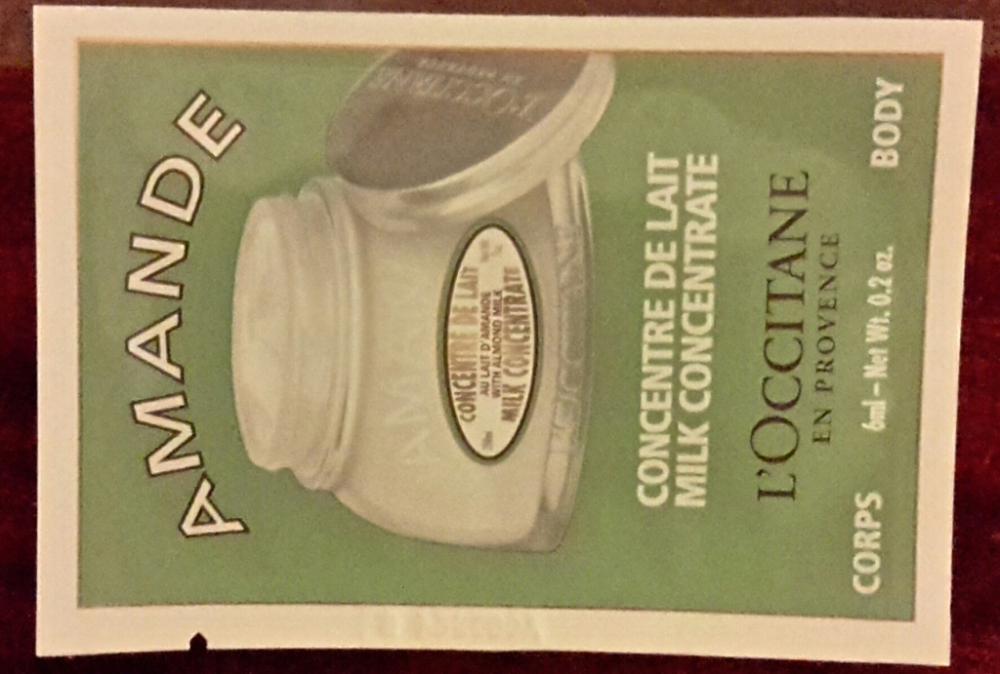 AMANDE
L'OCCITANE
CONCENTRE DE LAIT
AU LAIT D'AMANDE
WITH ALMOND MILK
MILK CONCENTRATE
CONCENTRE DE LAIT
MILK CONCENTRATE
L'OCCITANE
EN PROVENCE
CORPS 6ml – Net Wt. 0.2 oz. BODY